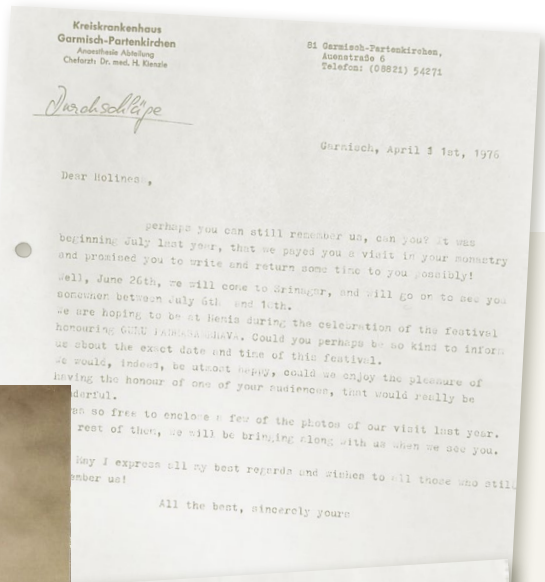 Kreiskrankenhaus
Garmisch-Partenkirchen
Anaesthesie Abteilung
Chefarzt: Dr. med. H. Kienzle
81 Garmisch-Partenkirchen,
Auenstraße 6
Telefon: (08821) 54271
Garmisch, April 1st, 1976
Dear Holiness,
perhaps you can still remember us, can you? It was
beginning July last year, that we payed you a visit in your monastry
and promised you to write and return some time to you possibly!
Well, June 26th, we will come to Srinagar, and will go on to see you
between July 6th and 10th.
We are hoping to be at Hemis during the celebration of the festival
honouring GURU. Could you perhaps be so kind to inform
us about the exact date and time of this festival.
We would, indeed, be utmost happy, could we enjoy the pleasure of
having the honour of one of your audiences, that would really be
nderful.
so free to enclose a few of the photos of our visit last year.
rest of them, we will be bringing along with us when we see you.
May I express all my best regards and wishes to all those who still
ember us!
All the best, sincerely yours